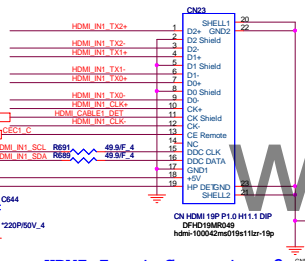 CN23
HDMI_IN1_TX2+ 1 D2+ SHELL1 20
2 D2 Shield GND2 22
HDMI_IN1_TX2- 3 D2-
HDMI_IN1_TX1+ 4 D1+
5 D1 Shield
HDMI_IN1_TX1- 6 D1-
HDMI_IN1_TX0+ 7 D0+
8 D0 Shield
HDMI_IN1_TX0- 9 D0-
HDMI_IN1_CLK+ 10 CK+
HDMI_CABLE1_DET 11 CK Shield
HDMI_IN1_CLK- 12 CK-
CEC1_C 13 CE Remote
14 NC
DMI_IN1_SCL R691 49.9/F_4 15 DDC CLK
DMI_IN1_SDA R689 49.9/F_4 16 DDC DATA
17 GND1
18 +5V
19 HP DET GND 23
SHELL2 21
C644
*220P/50V_4
CN HDMI 19P P1.0 H11.1 DIP
DFHD19MR049
hdmi-100042ms019s11lzr-19p
W